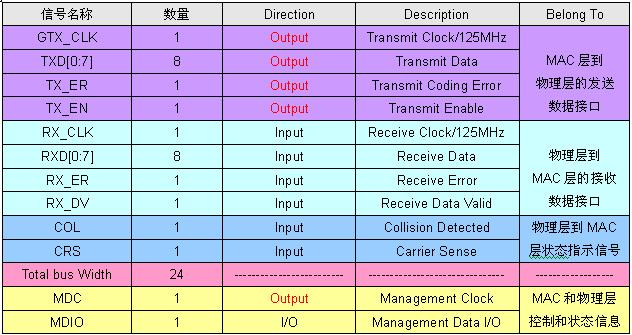 信号名称 数量 Direction Description Belong To
GTX_CLK 1 Output Transmit Clock/125MHz
TXD[0:7] 8 Output Transmit Data
TX_ER 1 Output Transmit Coding Error
TX_EN 1 Output Transmit Enable
MAC 层到
物理层的发送
数据接口
RX_CLK 1 Input Receive Clock/125MHz
RXD[0:7] 8 Input Receive Data
RX_ER 1 Input Receive Error
RX_DV 1 Input Receive Data Valid
物理层到
MAC 层的接收
数据接口
COL 1 Input Collision Detected
CRS 1 Input Carrier Sense
物理层到 MAC
层状态指示信号
Total bus Width 24 -------------------------- --------------------------------- -------------------
MDC 1 Output Management Clock
MDIO 1 I/O Management Data I/O
MAC 和物理层
控制和状态信息